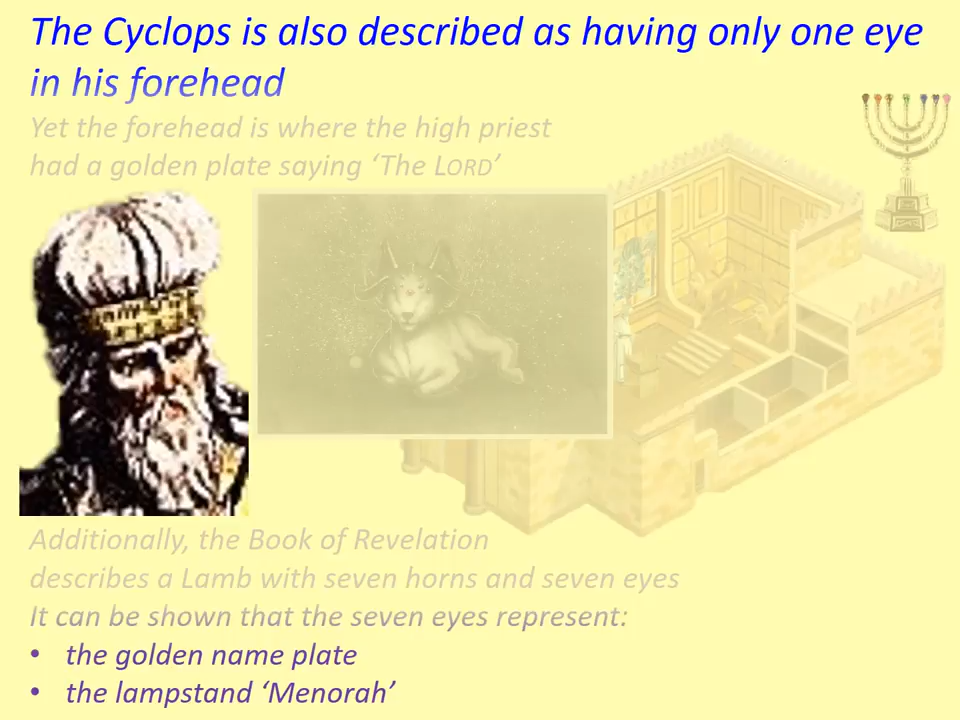 The Cyclops is also described as having only one eye
in his forehead
Yet the forehead is where the high priest
had a golden plate saying ‘The LORD’
Additionally, the Book of Revelation
describes a Lamb with seven horns and seven eyes
It can be shown that the seven eyes represent:
• the golden name plate
• the lampstand ‘Menorah’